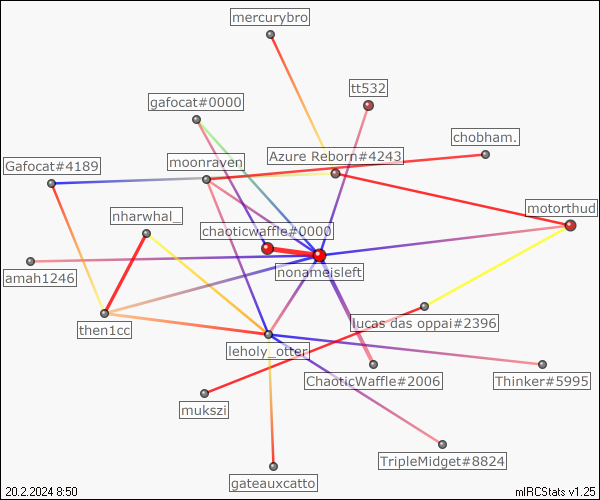 mercurybro
tt532
gafocat#0000
chobham.
Azure Reborn#4243
moonraven
Gafocat#4189
motorthud
nharwhal_
chaoticwaffle#0000
nonameisleft
amah1246
lucas das oppai#2396
then1cc
leholy_otter
ChaoticWaffle#2006
Thinker#5995
mukszi
TripleMidget#8824
gateauxcatto
20.2.2024 8:50
mIRCStats v1.25